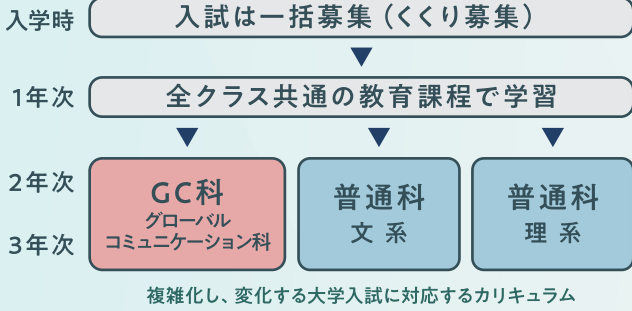 入学時
入試は一括募集（くくり募集）
1年次
全クラス共通の教育課程で学習
2年次
3年次
GC科
グローバル
コミュニケーション科
普通科
文 系
普通科
理 系
複雑化し、変化する大学入試に対応するカリキュラム